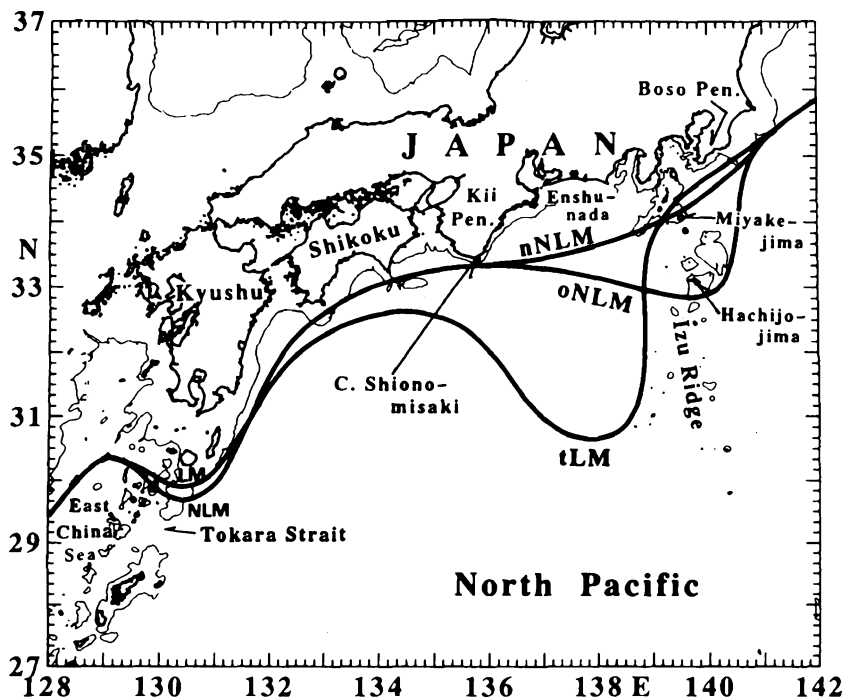 37
Boso Pen.
35
JAPAN
Kii
Pen.
Enshu-
nada
Miyake-
jima
N
Shikoku
nNLM
33
Kyushu
oNLM
Hachijo-
jima
Izu Ridge
C. Shiono-
misaki
31
tLM
LM
NLM
East
China
Sea
Tokara Strait
29
North Pacific
27
128 130 132 134 136 138 E 140 142